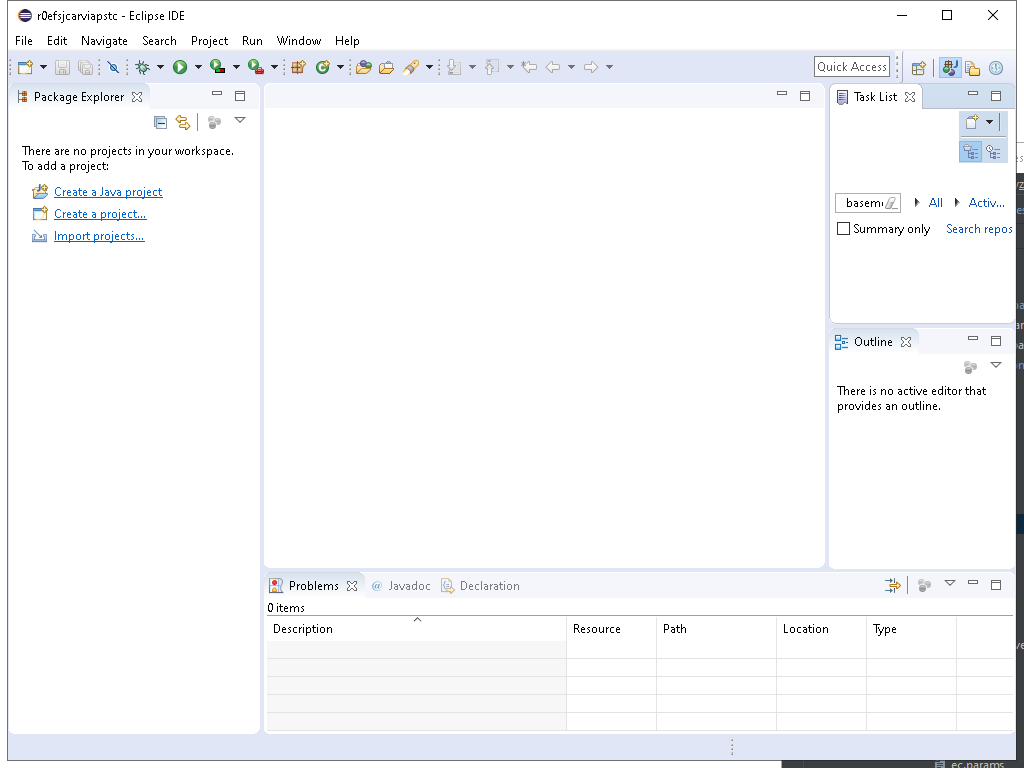 r0efsjcarviapstc - Eclipse IDE
File Edit Navigate Search Project Run Window Help
Quick Access
Package Explorer
Task List
There are no projects in your workspace.
To add a project:
Create a Java project
Create a project...
Import projects...
All Activ...
Summary only Search repos
Outline
There is no active editor that
provides an outline.
Problems @ Javadoc Declaration
0 items
Description Resource Path Location Type
ec.params